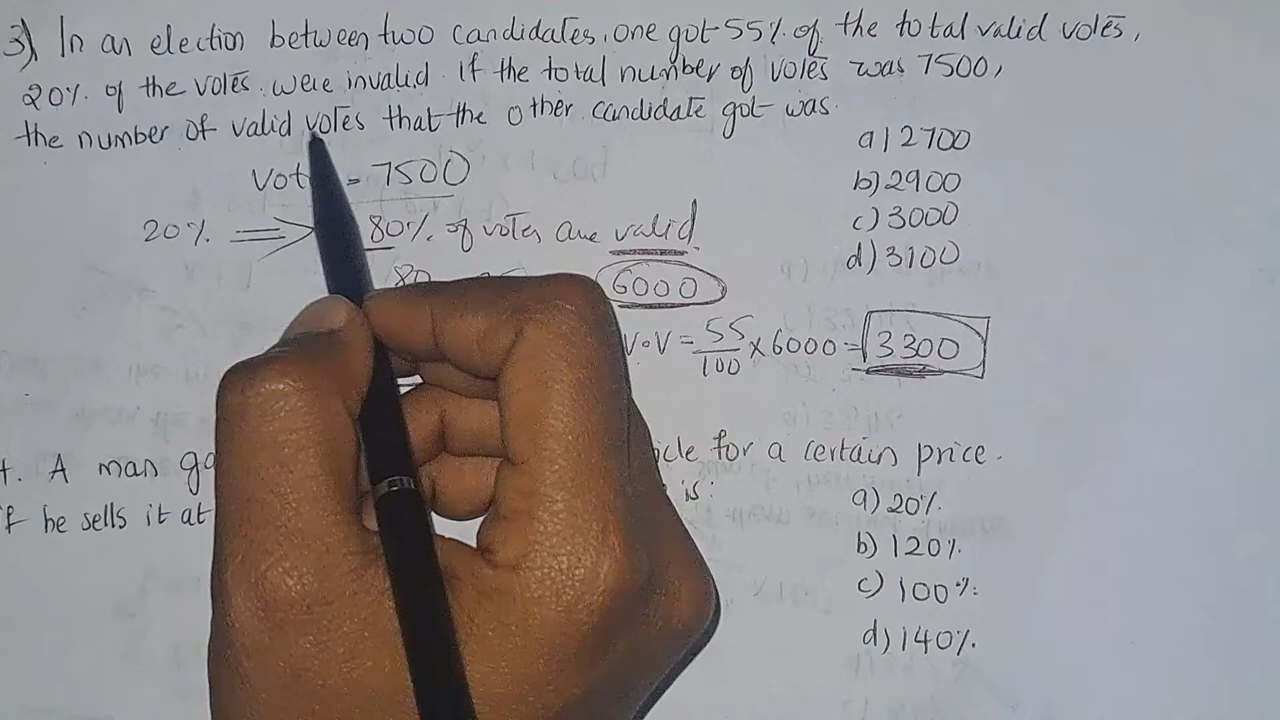 3) In an election between two candidates, one got 55% of the total valid votes,
20% of the votes were invalid. If the total number of votes was 7500,
the number of valid votes that the other candidate got was.
a) 2700
b) 2900
c) 3000
d) 3100
= 7500
20% => 80% of votes are valid
80
6000
V.V = 55/100 x 6000 = 3300
A man
for a certain price.
he sells it at
is:
a) 20%.
b) 120%.
c) 100%.
d) 140%.